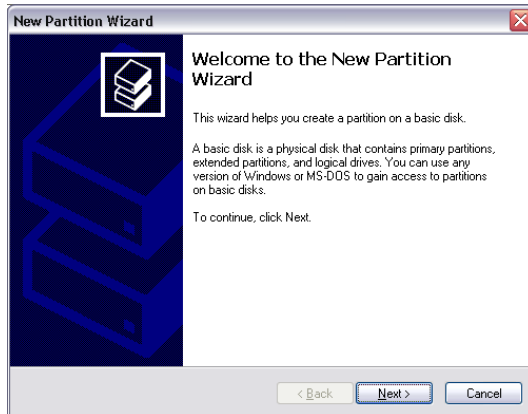 New Partition Wizard
Welcome to the New Partition
Wizard
This wizard helps you create a partition on a basic disk.
A basic disk is a physical disk that contains primary partitions,
extended partitions, and logical drives. You can use any
version of Windows or MS-DOS to gain access to partitions
on basic disks.
To continue, click Next.
< Back
Next >
Cancel